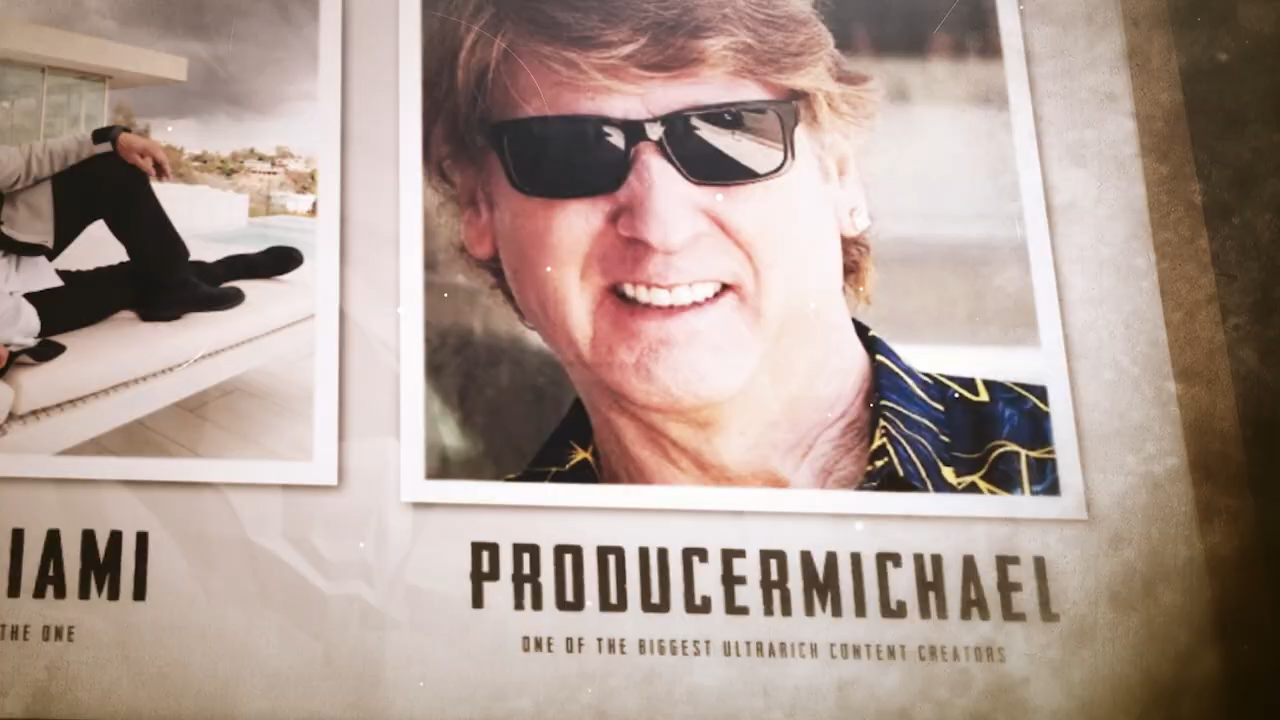 IAMI
THE ONE
PRODUCERMICHAEL
ONE OF THE BIGGEST ULTRARICH CONTENT CREATORS